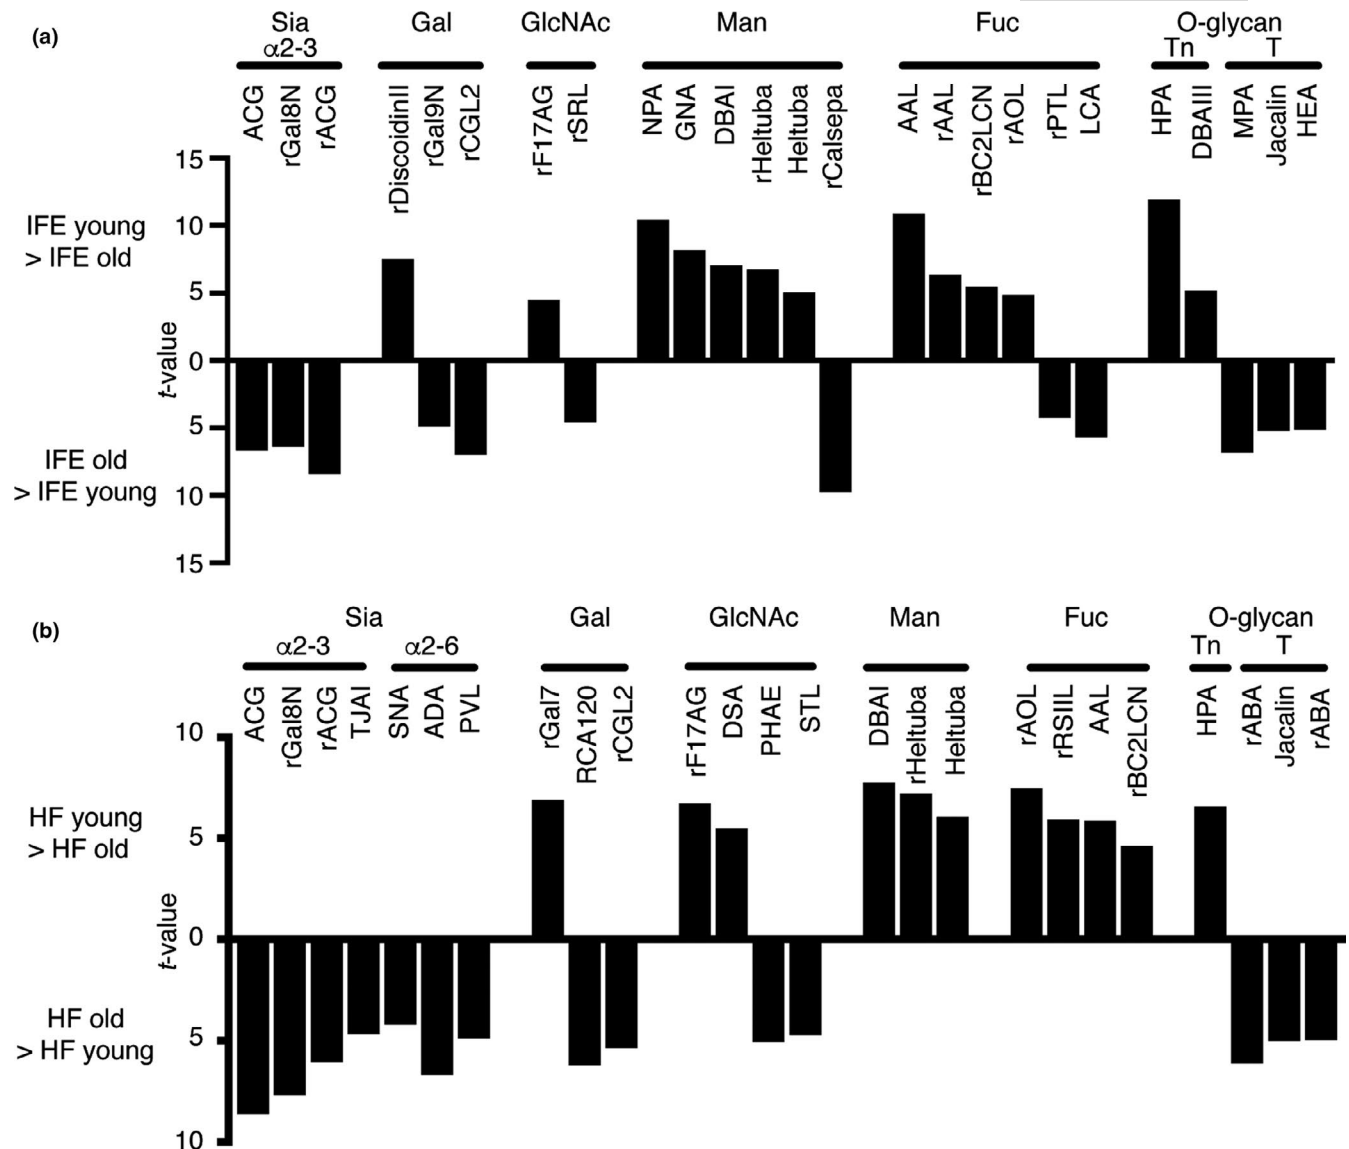 (a)
Sia
α2-3
Gal
GlcNAc
Man
Fuc
O-glycan
Tn
T
ACG
rGal8N
rACG
rDiscoidinII
rGal9N
rCGL2
rF17AG
rSRL
NPA
GNA
DBAI
rHeltuba
Heltuba
rCalsepa
AAL
rAAL
rBC2LCN
rAOL
rPTL
LCA
HPA
DBAIII
MPA
Jacalin
HEA
15
10
5
0
5
10
15
t-value
IFE young
> IFE old
IFE old
> IFE young
(b)
Sia
α2-3
α2-6
Gal
GlcNAc
Man
Fuc
O-glycan
Tn
T
ACG
rGal8N
rACG
TJAI
SNA
ADA
PVL
rGal7
RCA120
rCGL2
rF17AG
DSA
PHAE
STL
DBAI
rHeltuba
Heltuba
rAOL
rRSIIL
AAL
rBC2LCN
HPA
rABA
Jacalin
rABA
10
5
0
5
10
t-value
HF young
> HF old
HF old
> HF young